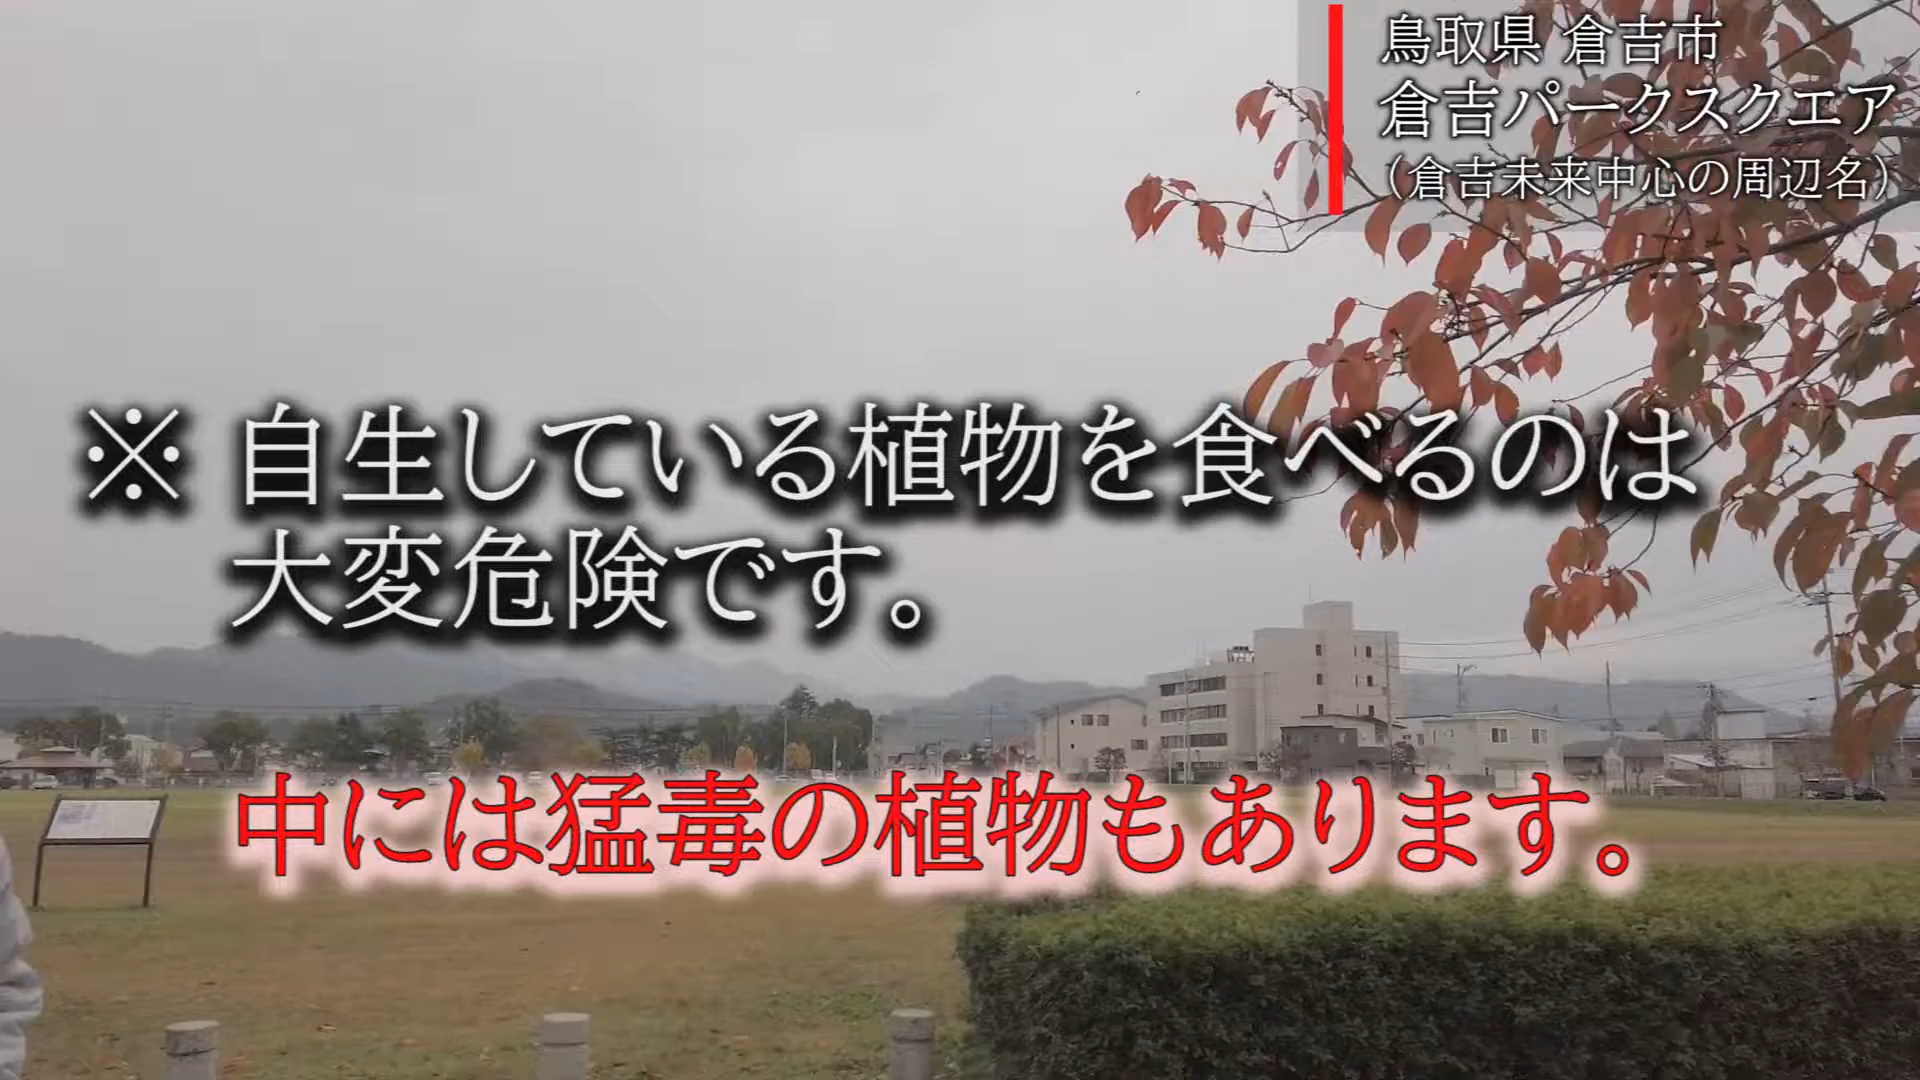 鳥取県 倉吉市
倉吉パークスクエア
（倉吉未来中心の周辺名）
※ 自生している植物を食べるのは
大変危険です。
中には猛毒の植物もあります。